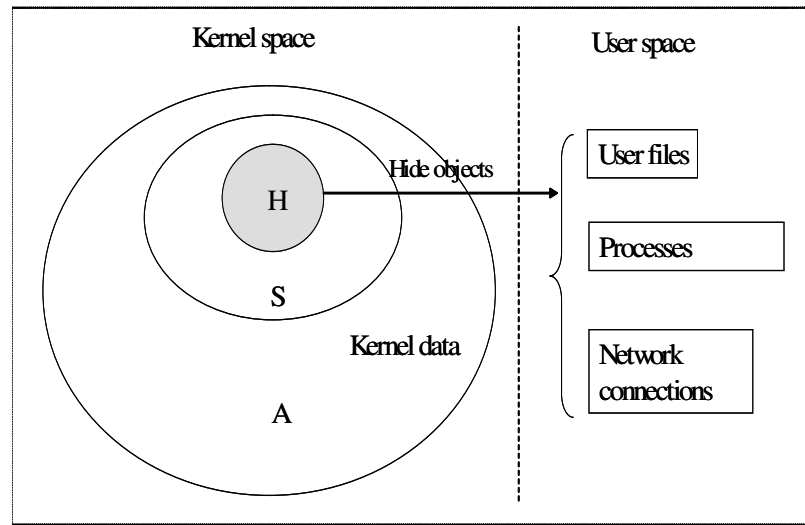 Kernel space
User space
User files
Hide objects
H
Processes
S
Kernel data
Network
connections
A